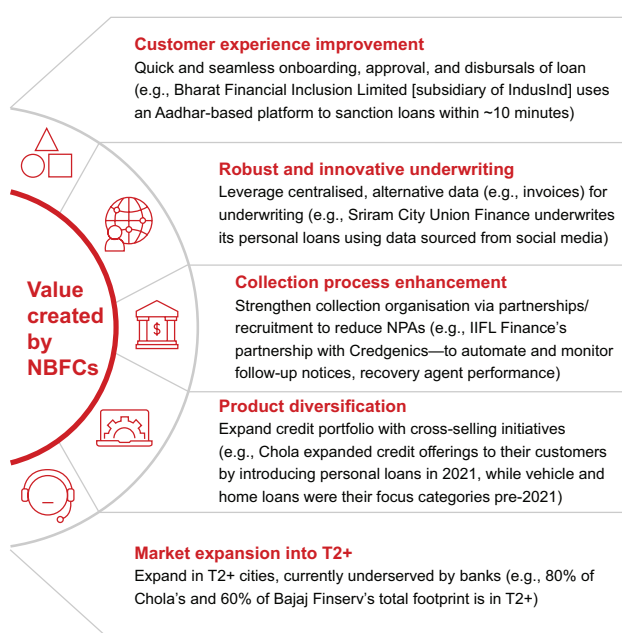 Customer experience improvement
Quick and seamless onboarding, approval, and disbursals of loan
(e.g., Bharat Financial Inclusion Limited [subsidiary of IndusInd] uses
an Aadhar-based platform to sanction loans within ~10 minutes)
Robust and innovative underwriting
Leverage centralised, alternative data (e.g., invoices) for
underwriting (e.g., Sriram City Union Finance underwrites
its personal loans using data sourced from social media)
Value
created
by
NBFCs
$
Collection process enhancement
Strengthen collection organisation via partnerships/
recruitment to reduce NPAs (e.g., IIFL Finance’s
partnership with Credgenics—to automate and monitor
follow-up notices, recovery agent performance)
Product diversification
Expand credit portfolio with cross-selling initiatives
(e.g., Chola expanded credit offerings to their customers
by introducing personal loans in 2021, while vehicle and
home loans were their focus categories pre-2021)
Market expansion into T2+
Expand in T2+ cities, currently underserved by banks (e.g., 80% of
Chola’s and 60% of Bajaj Finserv’s total footprint is in T2+)